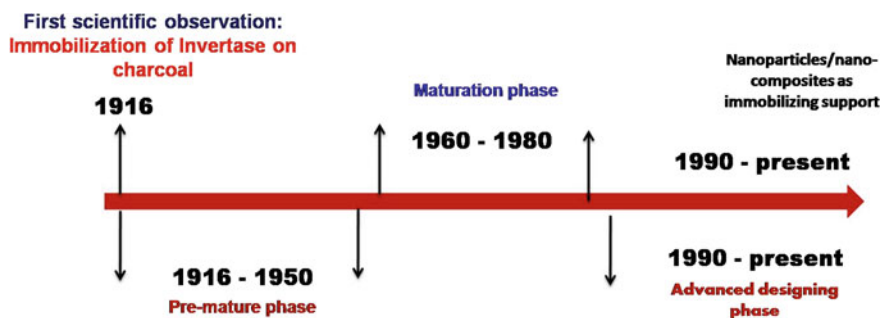 First scientific observation:
Immobilization of Invertase on
charcoal
1916
Maturation phase
1960 - 1980
Nanoparticles/nano-
composites as
immobilizing support
1990 - present
1916 - 1950
Pre-mature phase
1990 - present
Advanced designing
phase